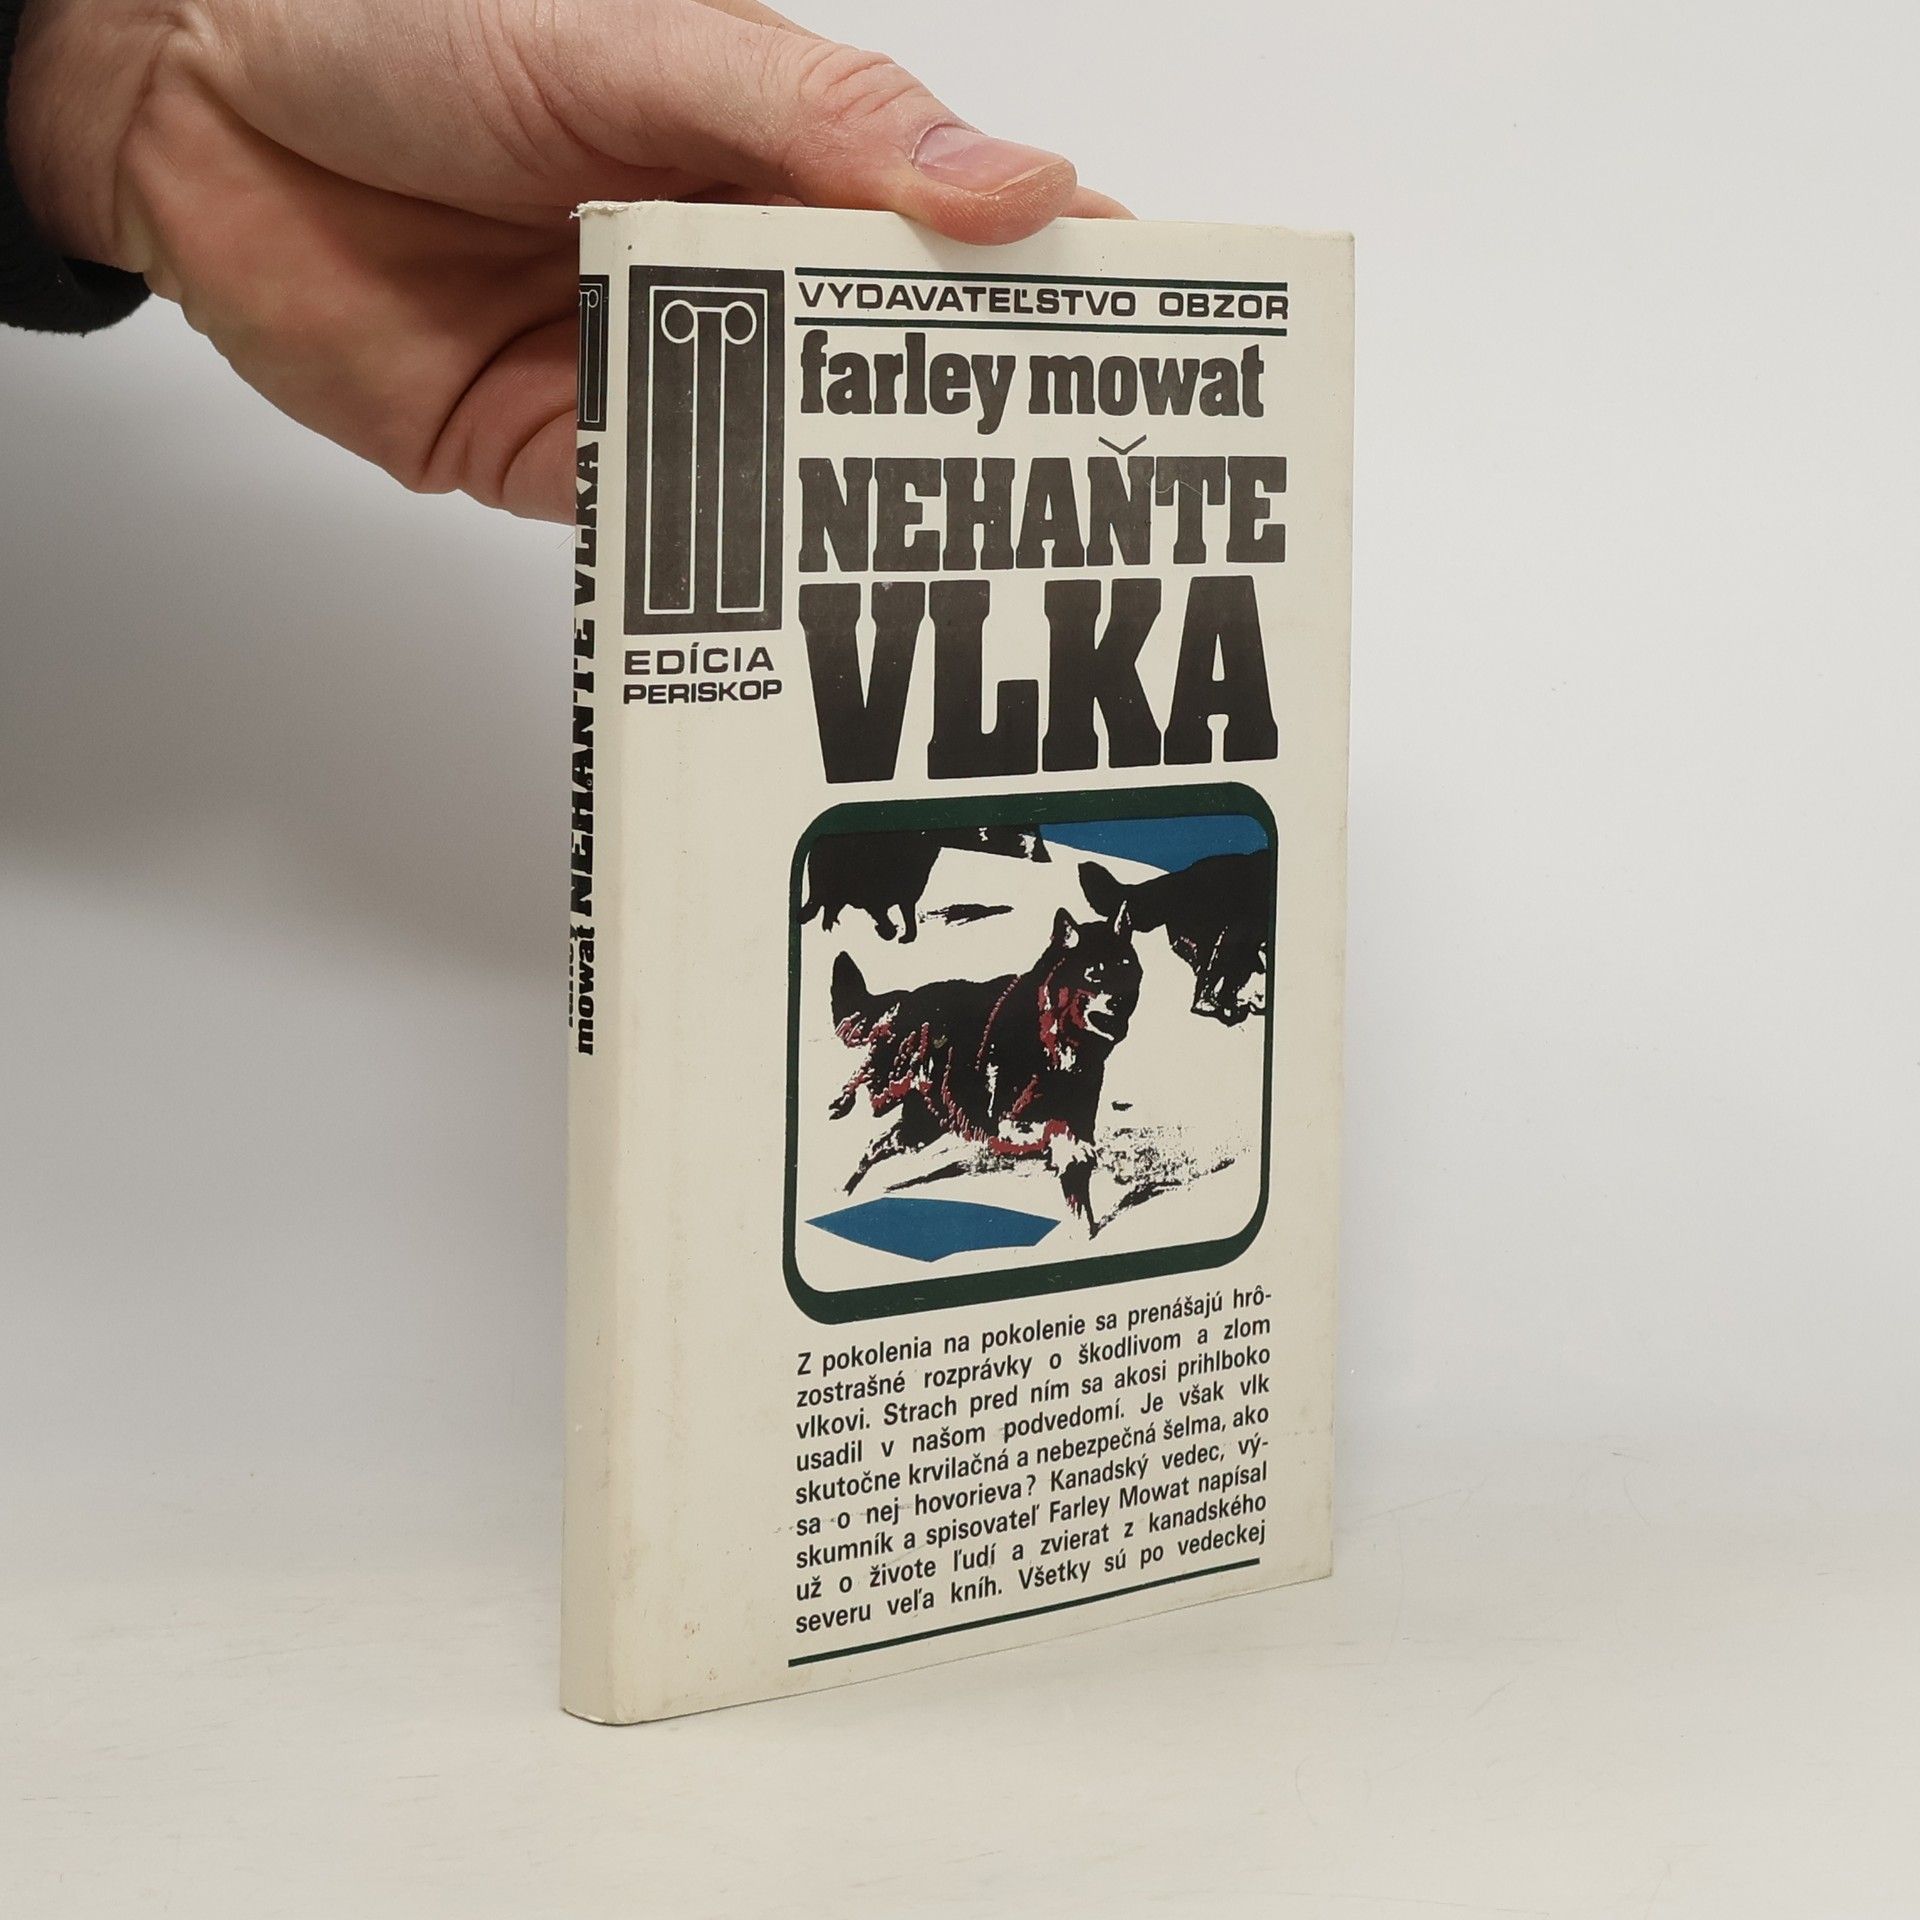 VYDAVATEĽSTVO OBZOR
farley mowat
NEHAŇTE
VLKA
EDÍCIA
PERISKOP
mowat NEHAŇTE VLKA
Z pokolenia na pokolenie sa prenášajú hrô-
zostrašné rozprávky o škodlivom a zlom
vlkovi. Strach pred ním sa akosi prihlboko
usadil v našom podvedomí. Je však vlk
skutočne krvilačná a nebezpečná šelma, ako
sa o nej hovorieva? Kanadský vedec, vý-
skumník a spisovateľ Farley Mowat napísal
už o živote ľudí a zvierat z kanadského
severu veľa kníh. Všetky sú po vedeckej